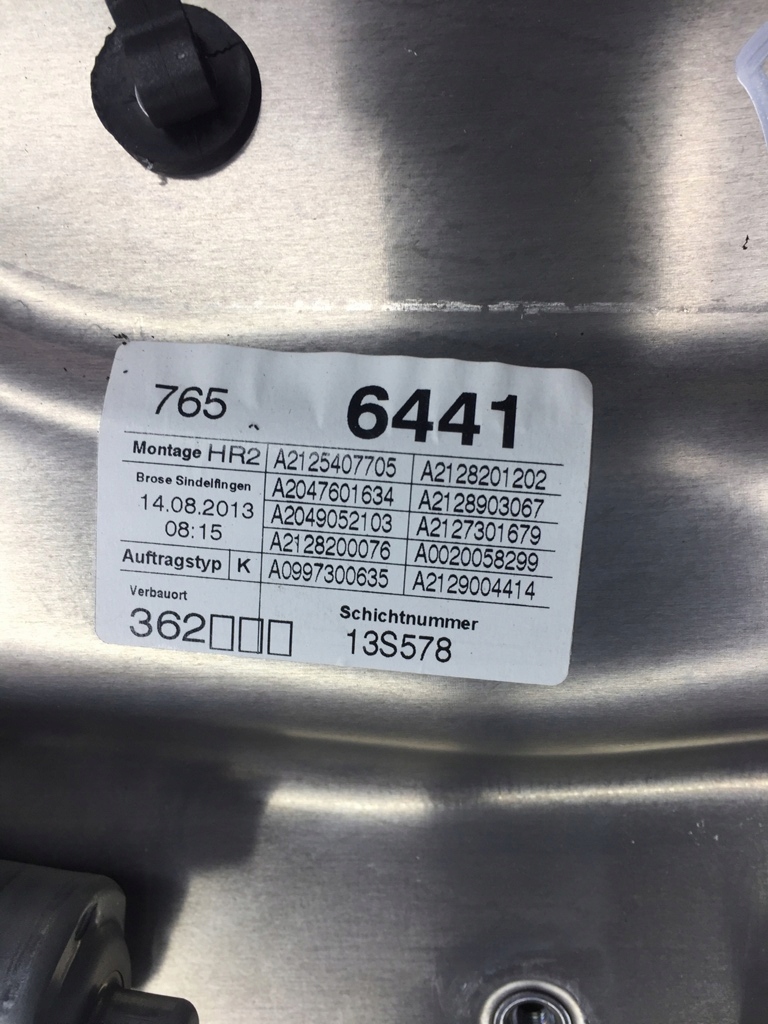 765 6441
Montage HR2 A2125407705 A2128201202
Brose Sindelfingen A2047601634 A2128903067
14.08.2013 A2049052103 A2127301679
08:15 A2128200076 A0020058299
Auftragstyp K A0997300635 A2129004414
Verbauort Schichtnummer
362□□□ 13S578